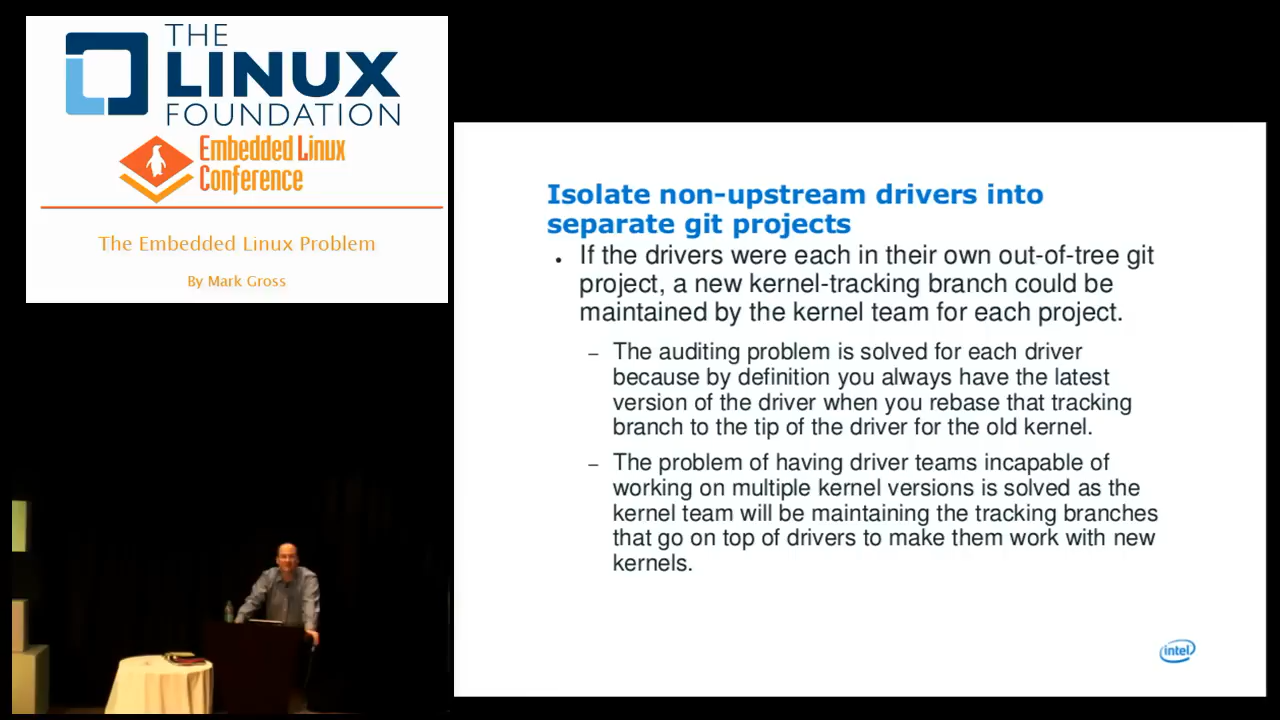 THE
LINUX
FOUNDATION
Embedded Linux
Conference
The Embedded Linux Problem
By Mark Gross
Isolate non-upstream drivers into
separate git projects
• If the drivers were each in their own out-of-tree git
project, a new kernel-tracking branch could be
maintained by the kernel team for each project.
– The auditing problem is solved for each driver
because by definition you always have the latest
version of the driver when you rebase that tracking
branch to the tip of the driver for the old kernel.
– The problem of having driver teams incapable of
working on multiple kernel versions is solved as the
kernel team will be maintaining the tracking branches
that go on top of drivers to make them work with new
kernels.
intel